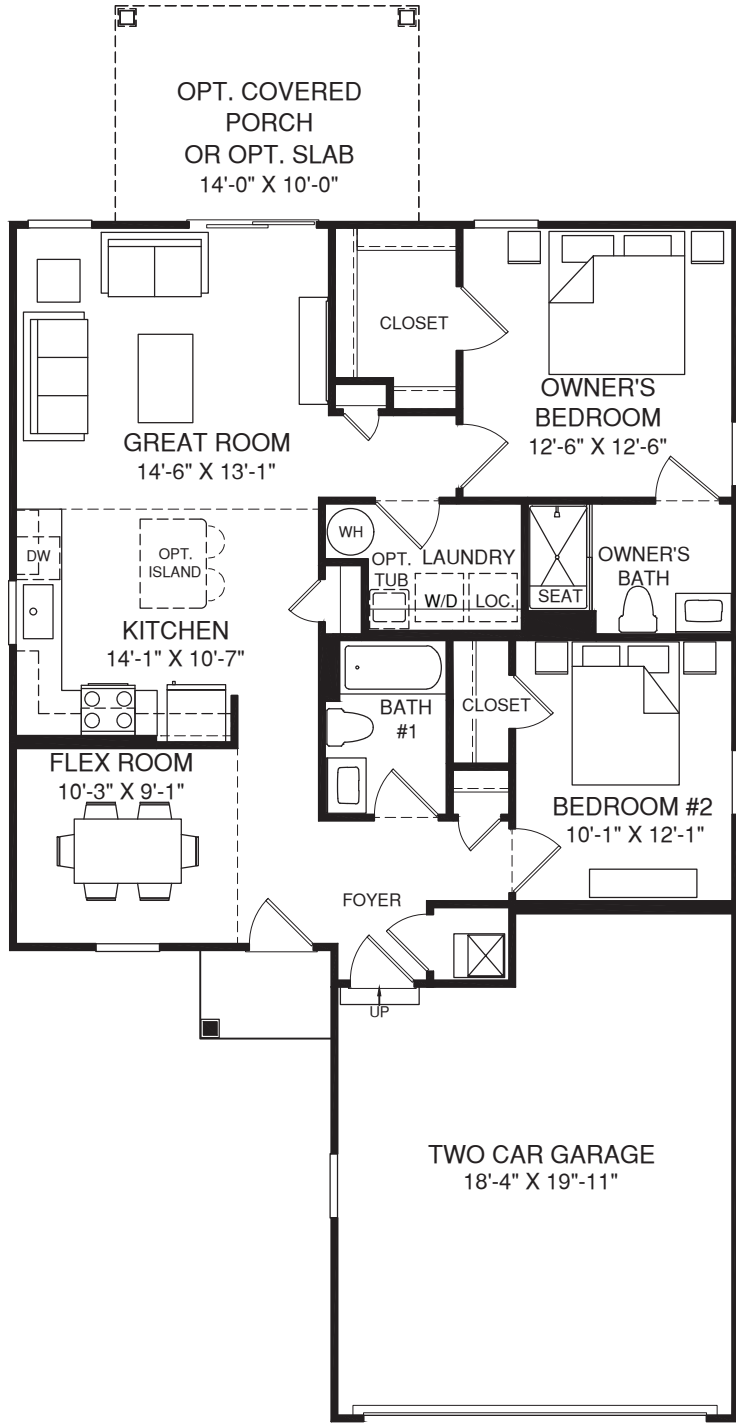 OPT. COVERED
PORCH
OR OPT. SLAB
14'-0" X 10'-0"
CLOSET
OWNER'S
BEDROOM
12'-6" X 12'-6"
GREAT ROOM
14'-6" X 13'-1"
DW
OPT.
ISLAND
KITCHEN
14'-1" X 10'-7"
WH
OPT.
TUB
LAUNDRY
W/D
LOC.
SEAT
OWNER'S
BATH
BATH
#1
CLOSET
FLEX ROOM
10'-3" X 9'-1"
BEDROOM #2
10'-1" X 12'-1"
FOYER
UP
TWO CAR GARAGE
18'-4" X 19"-11"